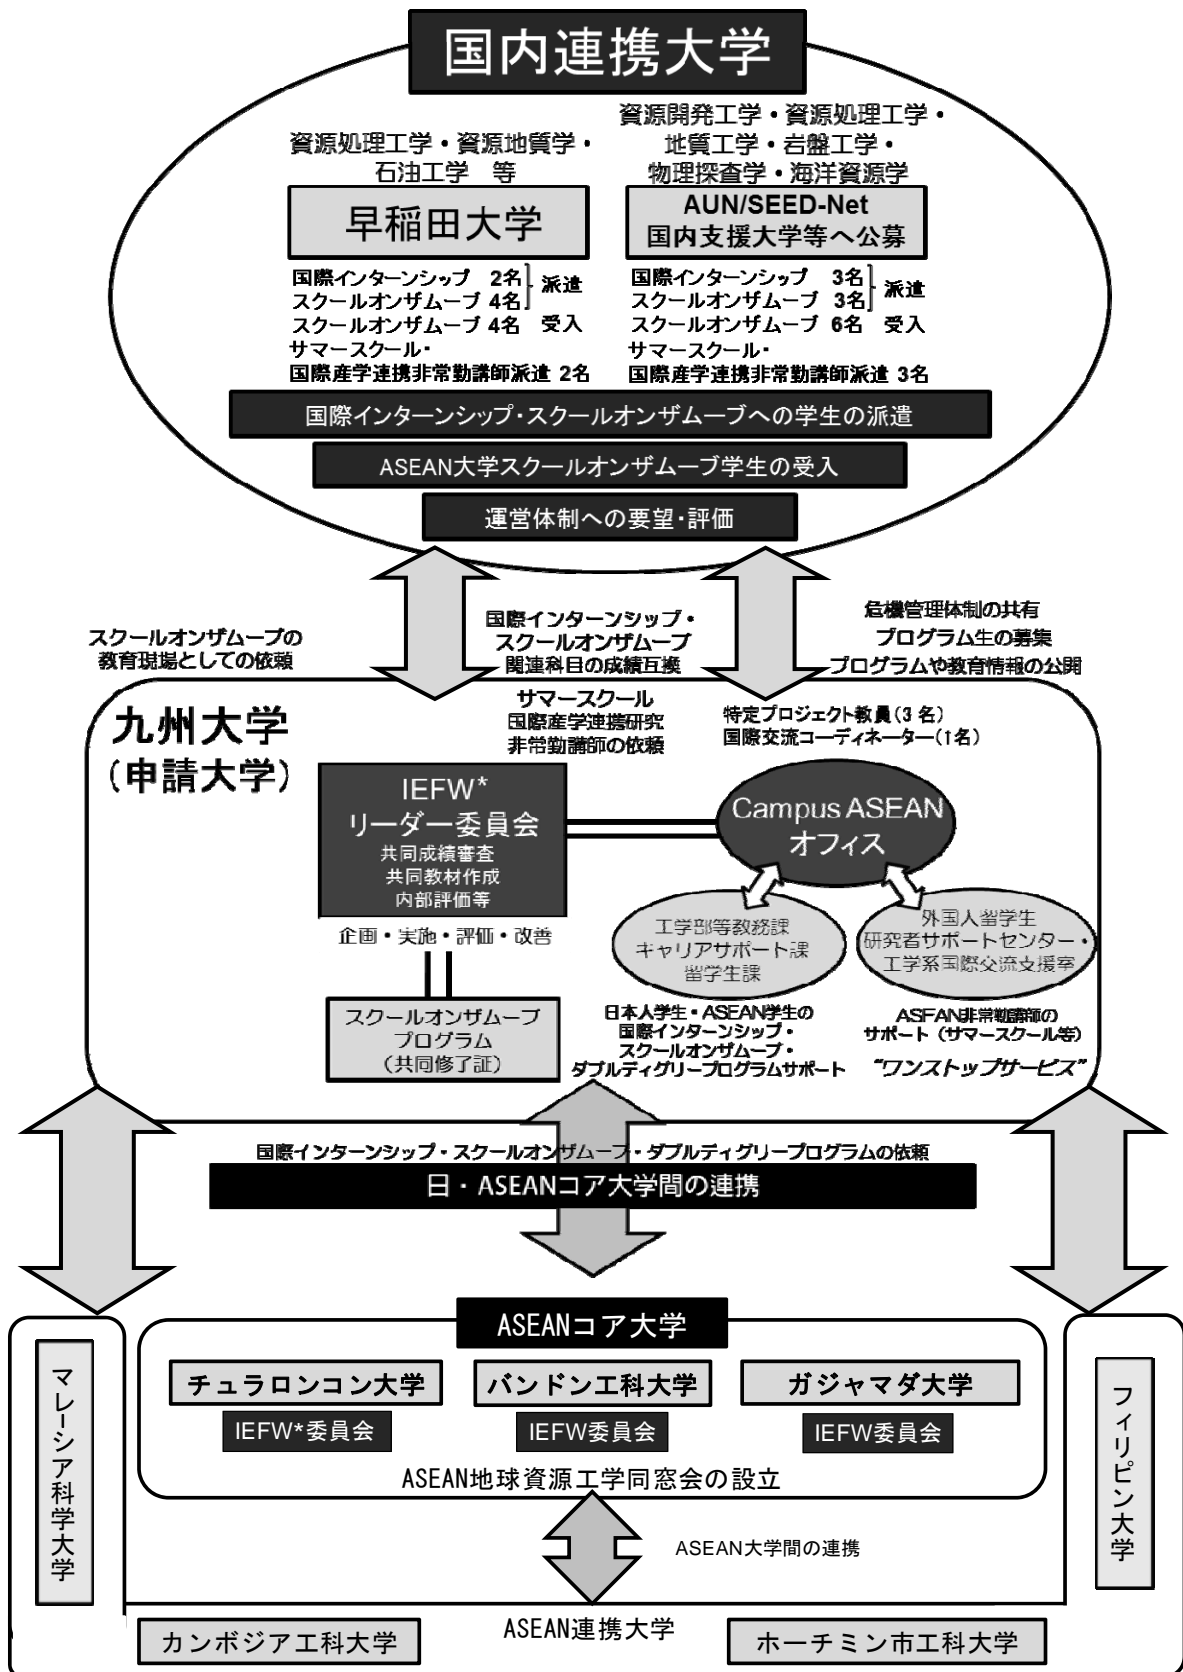 国内連携大学
資源処理工学・資源地質学・
石油工学　等
早稲田大学
国際インターンシップ　2名
スクールオンザムーブ 4名
派遣
スクールオンザムーブ 4名　受入
サマースクール・
国際産学連携非常勤講師派遣 2名
資源開発工学・資源処理工学・
地質工学・岩盤工学・
物理探査学・海洋資源学
AUN/SEED-Net
国内支援大学等へ公募
国際インターンシップ　3名
スクールオンザムーブ　3名
派遣
スクールオンザムーブ　6名　受入
サマースクール・
国際産学連携非常勤講師派遣 3名
国際インターンシップ・スクールオンザムーブへの学生の派遣
ASEAN大学スクールオンザムーブ学生の受入
運営体制への要望・評価
スクールオンザムーブの
教育現場としての依頼
国際インターンシップ・
スクールオンザムーブ
関連科目の成績互換
サマースクール
国際産学連携研究
非常勤講師の依頼
危機管理体制の共有
プログラム生の募集
プログラムや教育情報の公開
九州大学
（申請大学）
特定プロジェクト教員（3 名）
国際交流コーディネーター（1名）
IEFW*
リーダー委員会
共同成績審査
共同教材作成
内部評価等
企画・実施・評価・改善
スクールオンザムーブ
プログラム
（共同修了証）
Campus ASEAN
オフィス
工学部等教務課
キャリアサポート課
留学生課
外国人留学生
研究者サポートセンター・
工学系国際交流支援室
日本人学生・ASEAN学生の
国際インターンシップ・
スクールオンザムーブ・
ダブルディグリープログラムサポート
ASEAN非常勤講師の
サポート（サマースクール等）
“ワンストップサービス”
国際インターンシップ・スクールオンザムーブ・ダブルディグリープログラムの依頼
日・ASEANコア大学間の連携
ASEANコア大学
チュラロンコン大学
IEFW*委員会
バンドン工科大学
IEFW委員会
ガジャマダ大学
IEFW委員会
ASEAN地球資源工学同窓会の設立
マレーシア科学大学
フィリピン大学
ASEAN大学間の連携
ASEAN連携大学
カンボジア工科大学
ホーチミン市工科大学